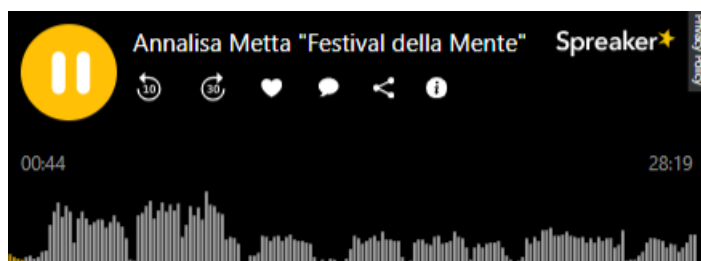 Annalisa Metta "Festival della Mente" Spreaker
Privacy Policy
10 30
00:44 28:19